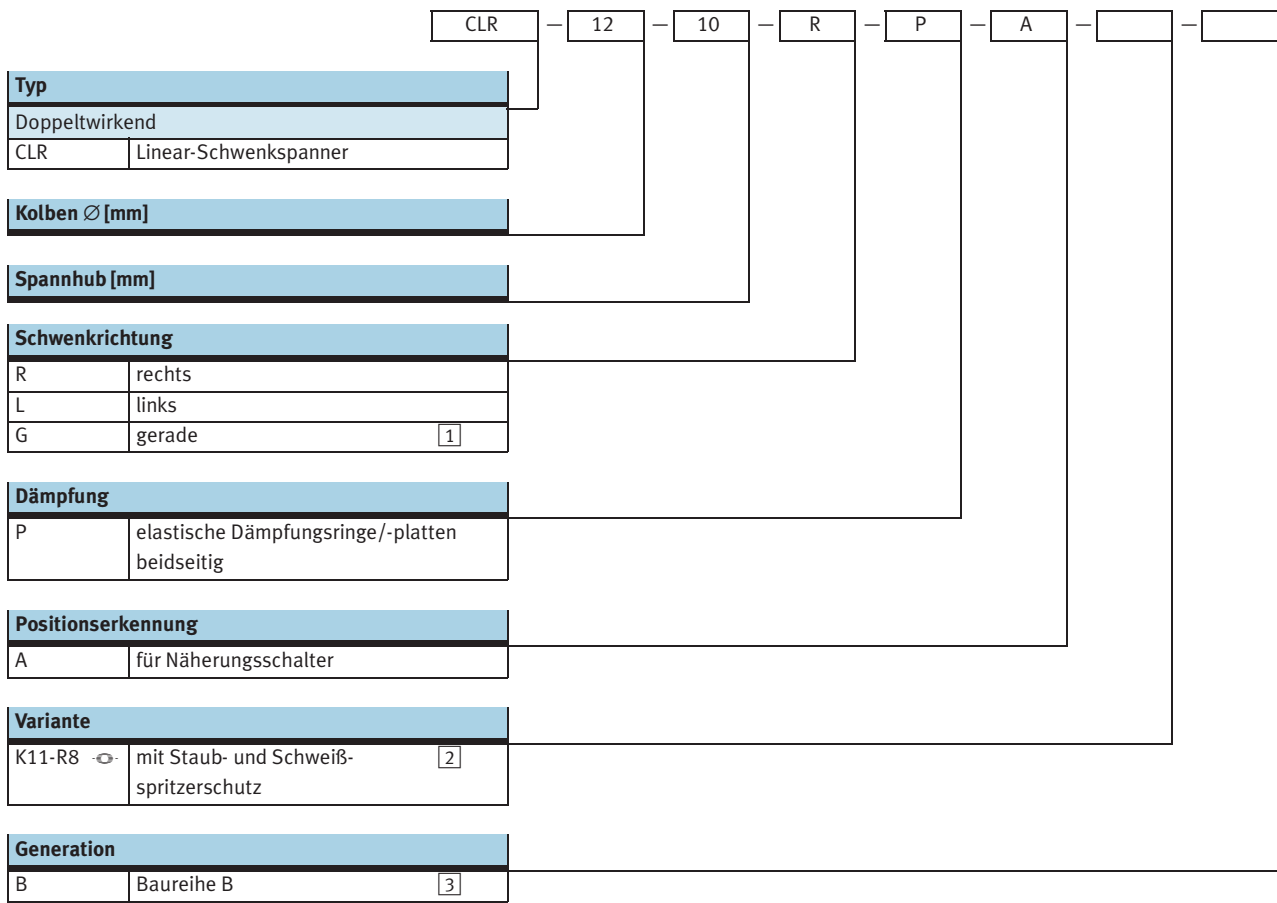 CLR — 12 — 10 — R — P — A — —
Typ
Doppeltwirkend
CLR Linear-Schwenkspanner
Kolben ∅ [mm]
Spannhub [mm]
Schwenkrichtung
R rechts
L links
G gerade 1
Dämpfung
P elastische Dämpfungsringe/-platten
beidseitig
Positionserkennung
A für Näherungsschalter
Variante
K11-R8 mit Staub- und Schweiß- 2
spritzerschutz
Generation
B Baureihe B 3